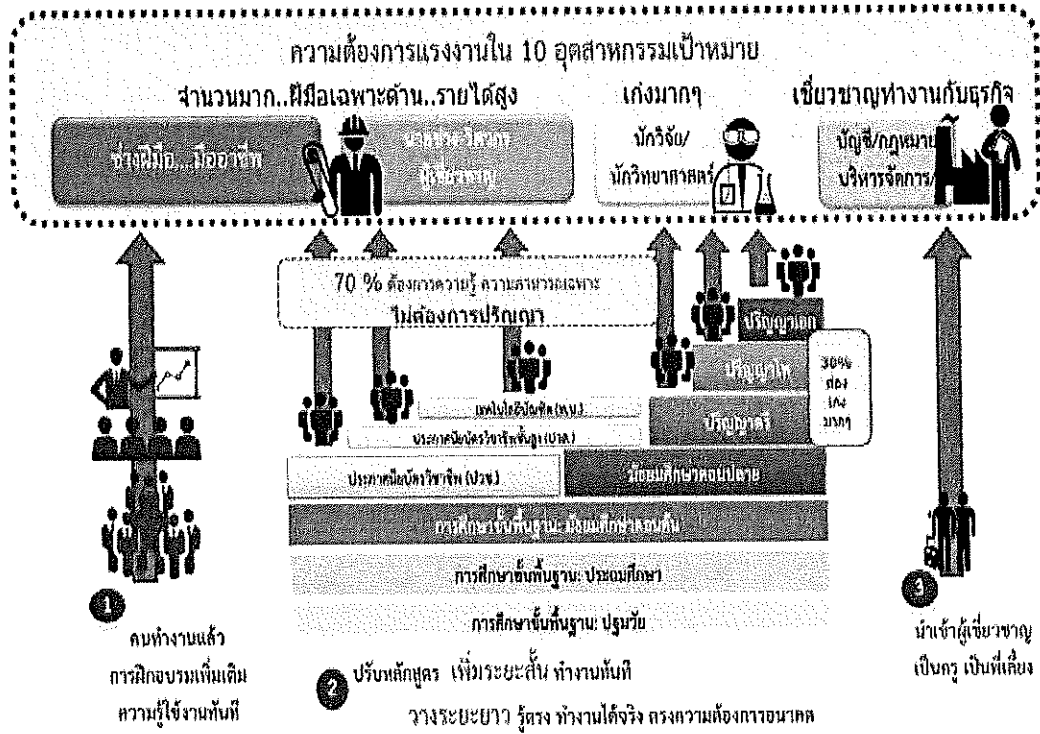 ความต้องการแรงงานใน 10 อุตสาหกรรมเป้าหมาย
จำนวนมาก..ฝีมือเฉพาะด้าน..รายได้สูง
เก่งมากๆ
เชี่ยวชาญทำงานกับธุรกิจ
ช่างฝีมือ...มืออาชีพ
ผู้เชี่ยวชาญ
นักวิจัย/
นักวิทยาศาสตร์
บัญชี/กฎหมาย
บริหารจัดการ/
70 % ต้องการความรู้ ความสามารถเฉพาะ
ไม่ต้องการปริญญา
ปริญญาเอก
ปริญญาโท
30%
ต้อง
เก่ง
มากๆ
เทคโนโลยีบัณฑิต (ทบ.)
ปริญญาตรี
ประกาศนียบัตรวิชาชีพชั้นสูง (ปวส.)
ประกาศนียบัตรวิชาชีพ (ปวช.)
มัธยมศึกษาตอนปลาย
การศึกษาขั้นพื้นฐาน: มัธยมศึกษาตอนต้น
การศึกษาขั้นพื้นฐาน: ประถมศึกษา
การศึกษาขั้นพื้นฐาน: ปฐมวัย
1
คนทำงานแล้ว
การฝึกอบรมเพิ่มเติม
ความรู้ใช้งานทันที
2 ปรับหลักสูตร เพิ่มระยะสั้น ทำงานทันที
วางระยะยาว รู้ตรง ทำงานได้จริง ตรงความต้องการอนาคต
3
นำเข้าผู้เชี่ยวชาญ
เป็นครู เป็นพี่เลี้ยง